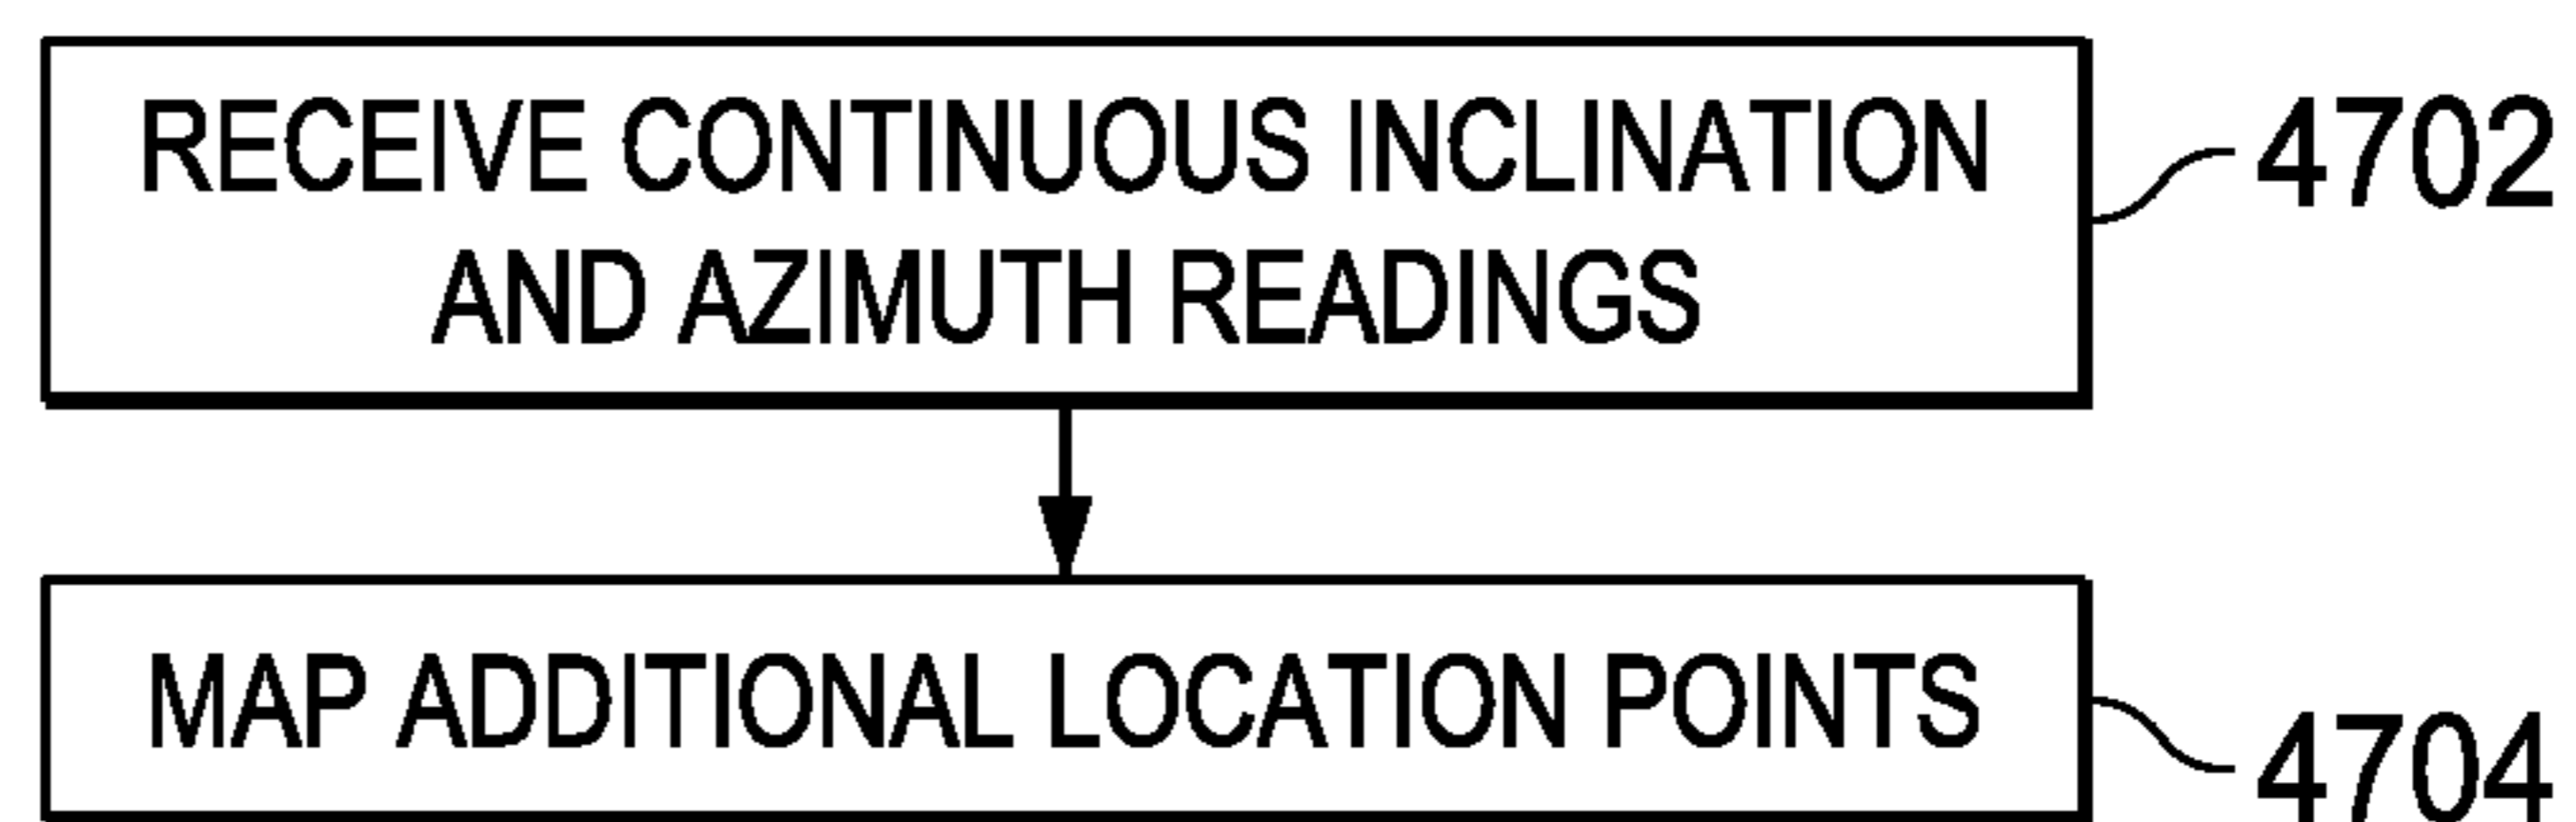 RECEIVE CONTINUOUS INCLINATION
AND AZIMUTH READINGS
4702
MAP ADDITIONAL LOCATION POINTS
4704